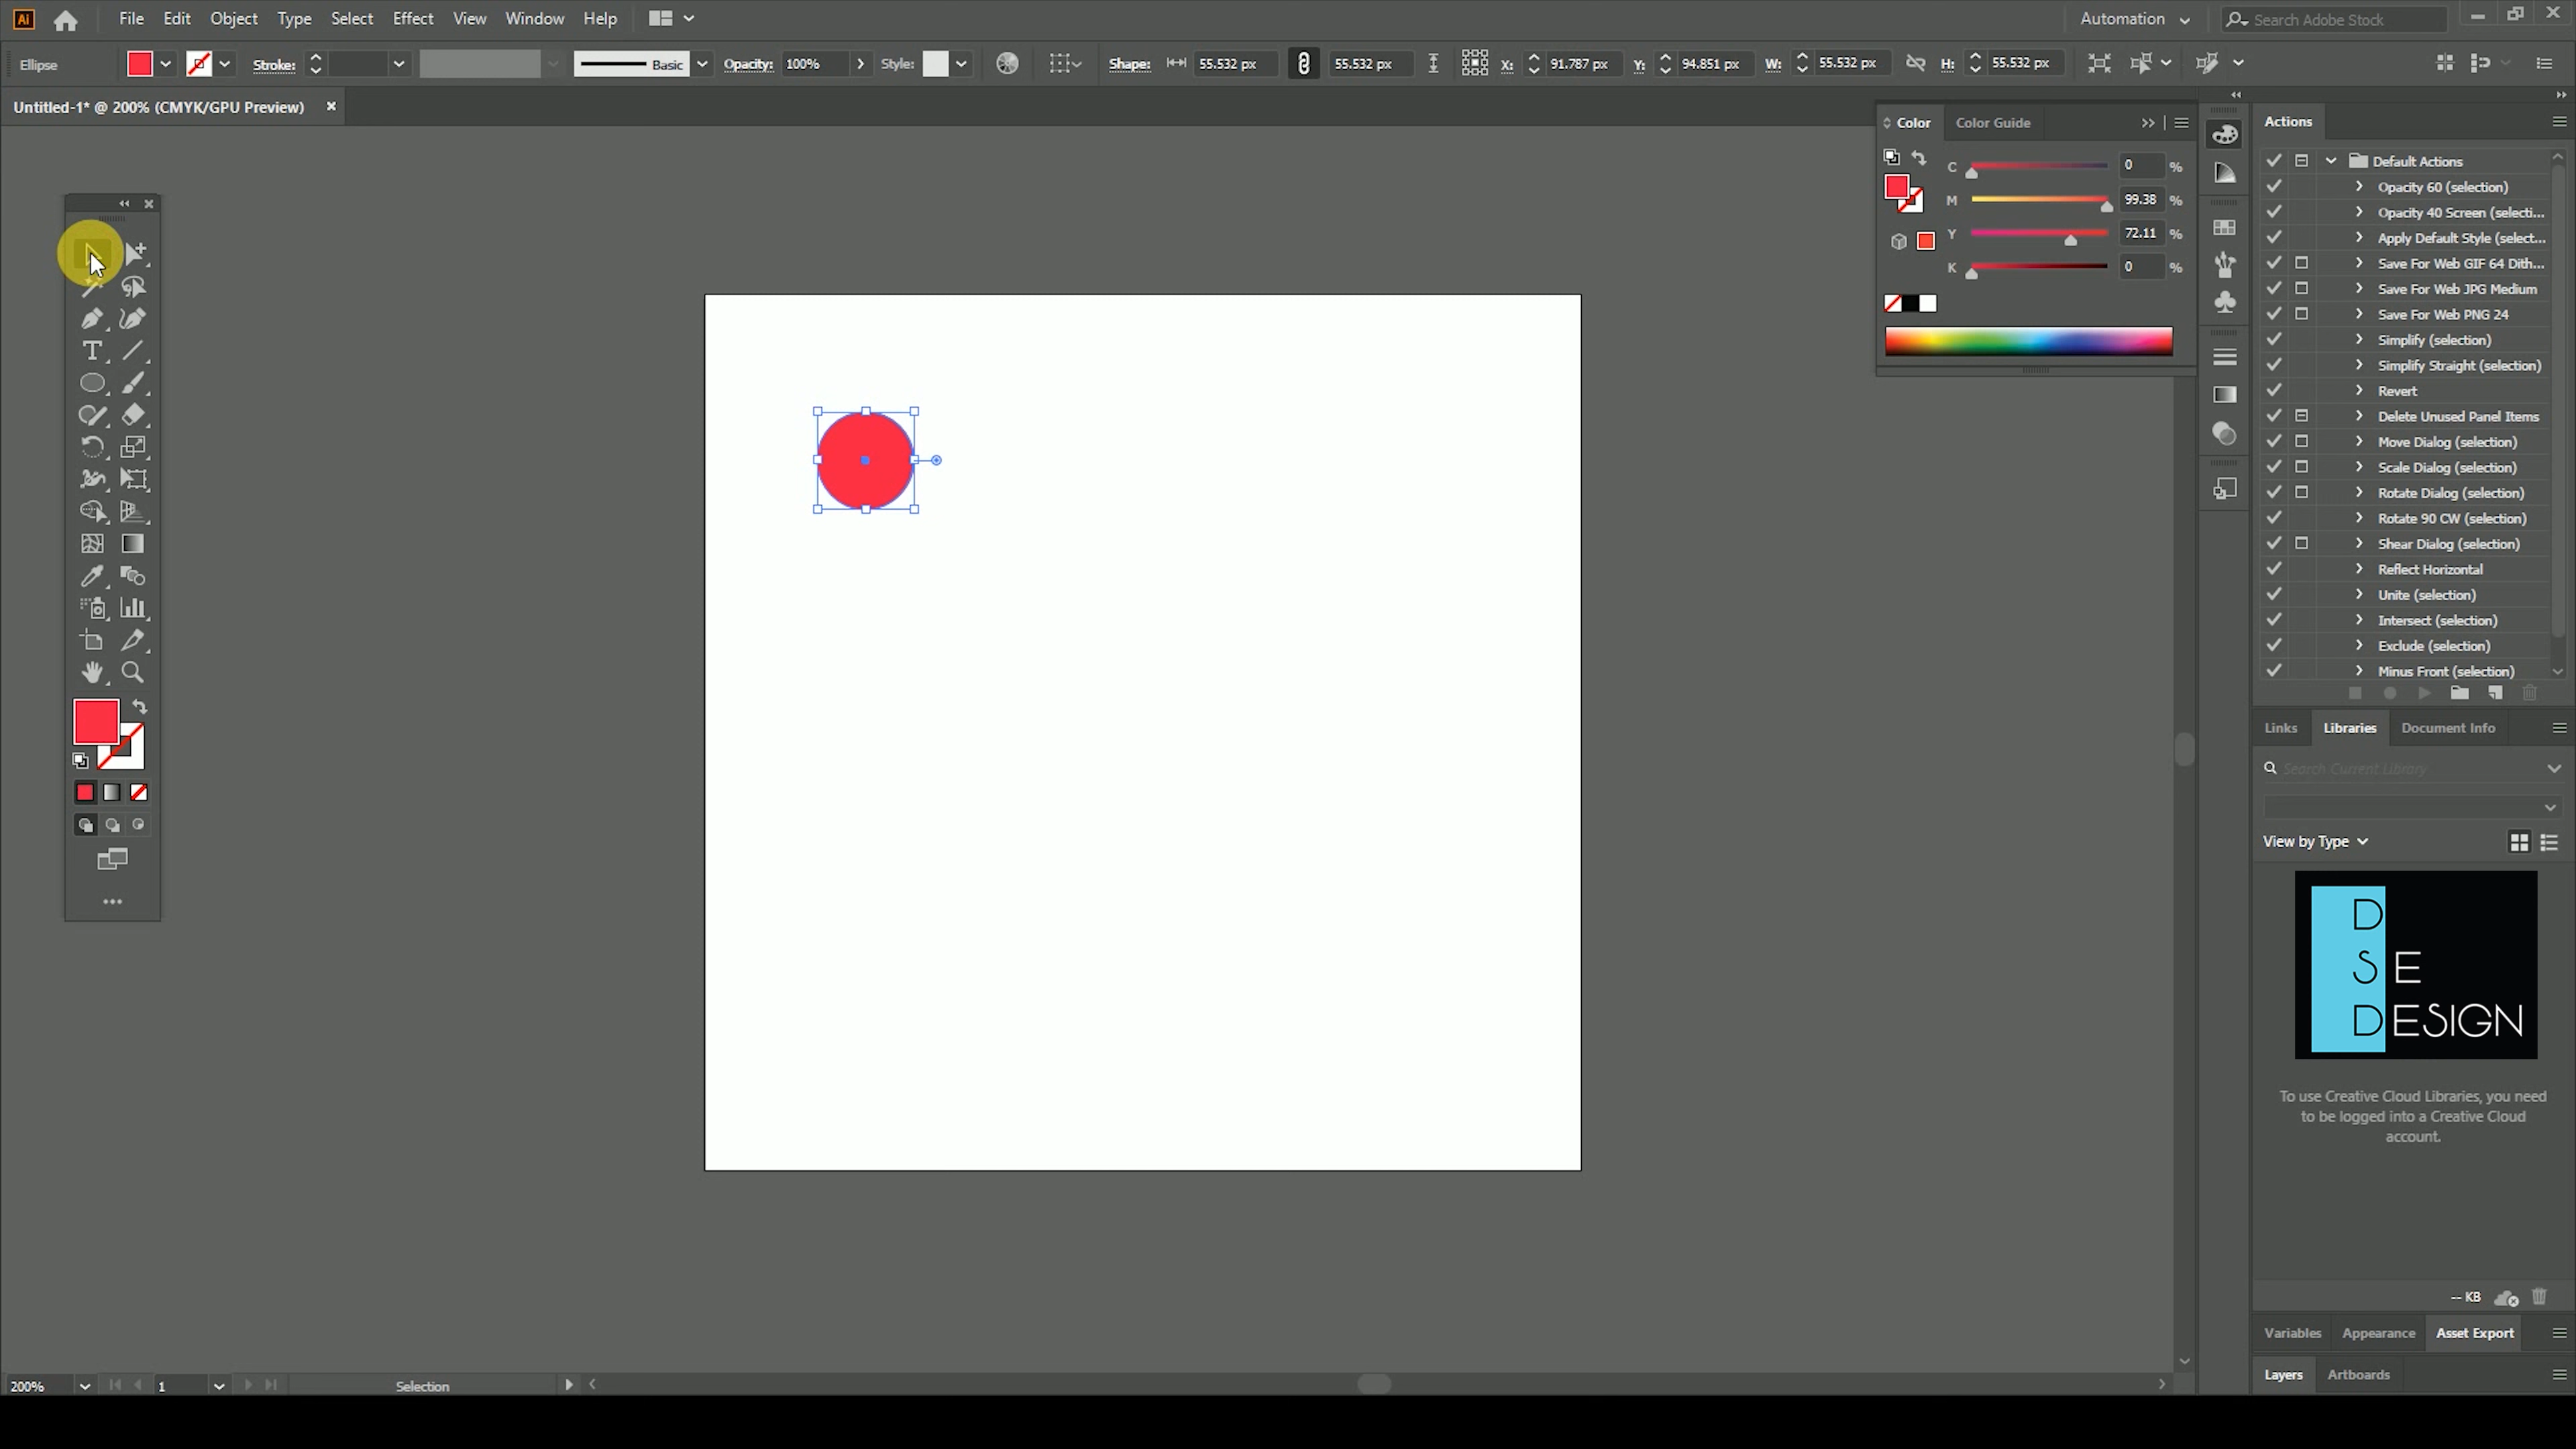 Ai File Edit Object Type Select Effect View Window Help Automation Search Adobe Stock
Ellipse Stroke: Basic Opacity: 100% Style: Shape: 55.532 px 55.532 px X: 91.787 px Y: 94.851 px W: 55.532 px H: 55.532 px
Untitled-1* @ 200% (CMYK/GPU Preview)
Color Color Guide
C 0 %
M 99.38 %
Y 72.11 %
K 0 %
Actions
Default Actions
Opacity 60 (selection)
Opacity 40 Screen (selecti...
Apply Default Style (select...
Save For Web GIF 64 Dith...
Save For Web JPG Medium
Save For Web PNG 24
Simplify (selection)
Simplify Straight (selection)
Revert
Delete Unused Panel Items
Move Dialog (selection)
Scale Dialog (selection)
Rotate Dialog (selection)
Rotate 90 CW (selection)
Shear Dialog (selection)
Reflect Horizontal
Unite (selection)
Intersect (selection)
Exclude (selection)
Minus Front (selection)
Links Libraries Document Info
Search Current Library
View by Type
D
S E
DESIGN
To use Creative Cloud Libraries, you need
to be logged into a Creative Cloud
account.
-- KB
Variables Appearance Asset Export
Layers Artboards
200% 1 Selection